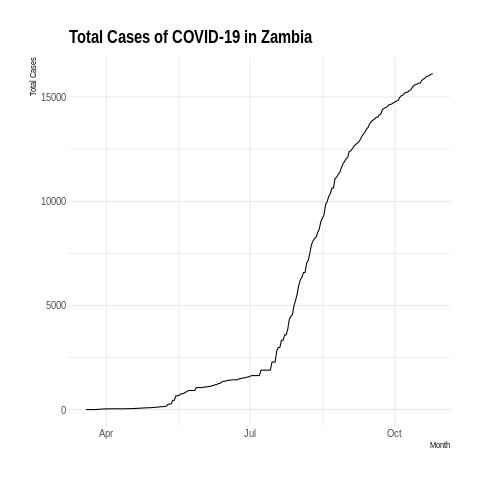 Total Cases of COVID-19 in Zambia
Total Cases
15000
10000
5000
0
Apr
Jul
Oct
Month